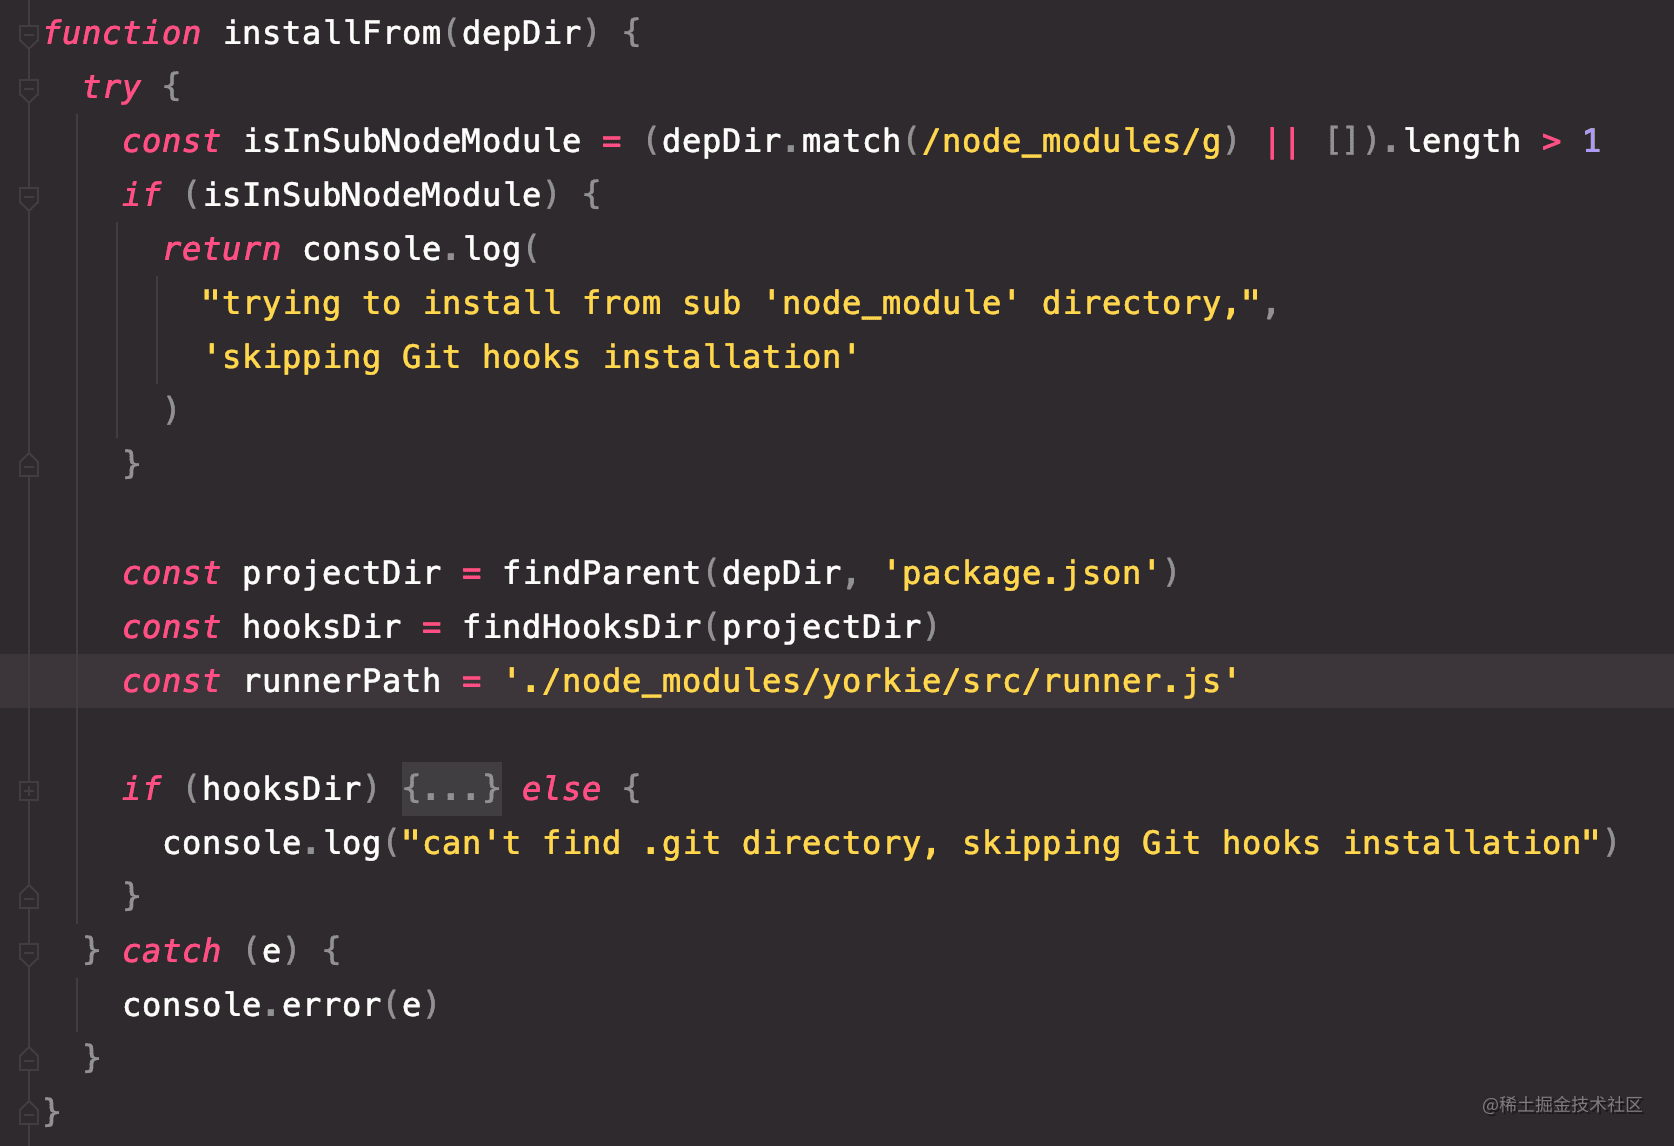 function installFrom(depDir) {
  try {
    const isInSubNodeModule = (depDir.match(/node_modules/g) || []).length > 1
    if (isInSubNodeModule) {
      return console.log(
        "trying to install from sub 'node_module' directory,",
        'skipping Git hooks installation'
      )
    }

    const projectDir = findParent(depDir, 'package.json')
    const hooksDir = findHooksDir(projectDir)
    const runnerPath = './node_modules/yorkie/src/runner.js'

    if (hooksDir) {...} else {
      console.log("can't find .git directory, skipping Git hooks installation")
    }
  } catch (e) {
    console.error(e)
  }
}
@稀土掘金技术社区